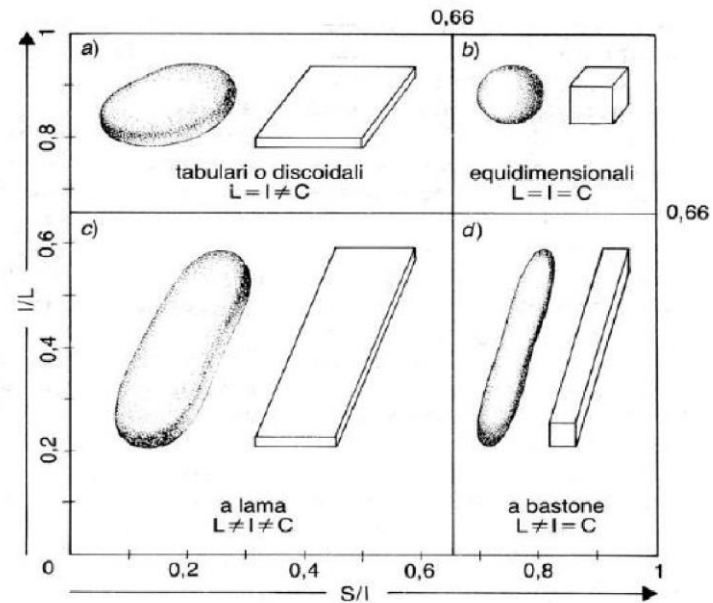 0,66
a)
tabulari o discoidali
L = I ≠ C
b)
equidimensionali
L = I = C
0,66
c)
a lama
L ≠ I ≠ C
d)
a bastone
L ≠ I = C
1
0,8
0,6
0,4
0,2
0
I/L
0,2
0,4
0,6
0,8
1
S/I